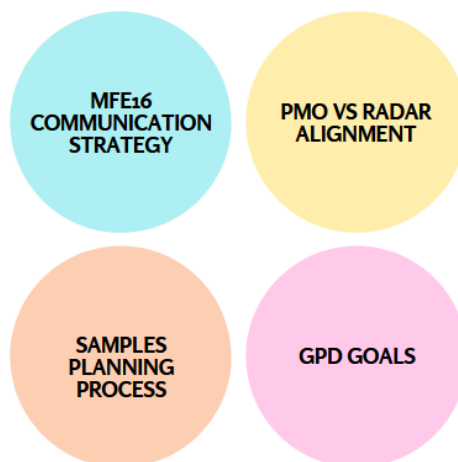 MFE16
COMMUNICATION
STRATEGY
PMO VS RADAR
ALIGNMENT
SAMPLES
PLANNING
PROCESS
GPD GOALS